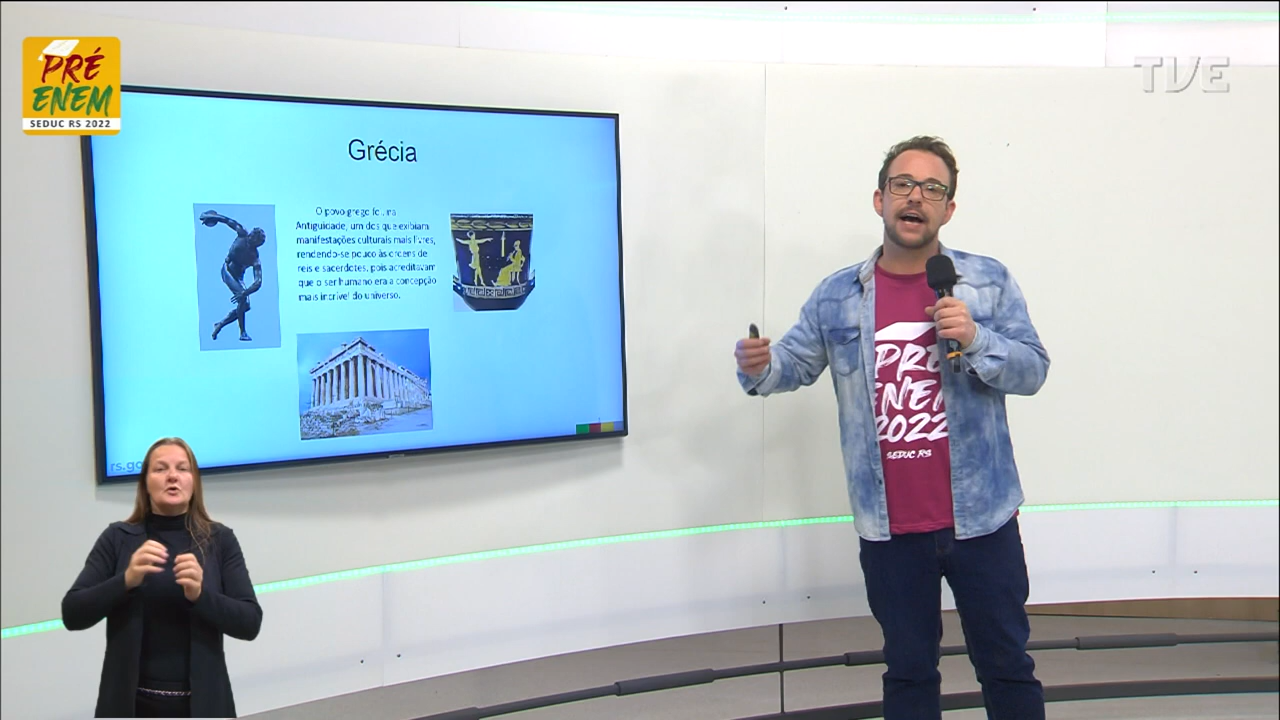 PRÉ
ENEM
SEDUC RS 2022
TVE
Grécia
O povo grego foi, na
Antiguidade, um dos que exibiam
manifestações culturais mais livres,
rendendo-se pouco às ordens de
reis e sacerdotes, pois acreditavam
que o ser humano era a concepção
mais incrível do universo.
rs.go
PRÉ
ENEM
2022
SEDUC RS